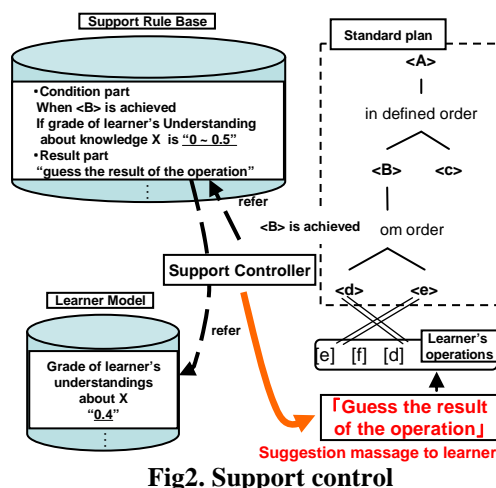 Support Rule Base
•Condition part
When <B> is achieved
If grade of learner's Understanding
about knowledge X is "0 ~ 0.5"
•Result part
"guess the result of the operation"
⋮
refer
<B> is achieved
Support Controller
Learner Model
refer
Grade of learner's
understandings
about X
"0.4"
⋮
Standard plan
<A>
in defined order
<B> <c>
om order
<d> <e>
[e] [f] [d]
Learner's
operations
「Guess the result
of the operation」
Suggestion massage to learner
Fig2. Support control